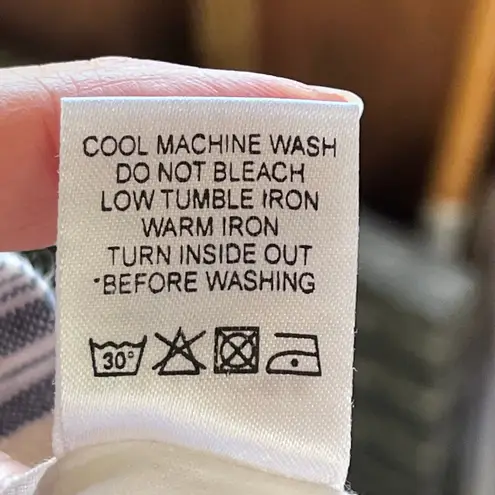 COOL MACHINE WASH
DO NOT BLEACH
LOW TUMBLE IRON
WARM IRON
TURN INSIDE OUT
*BEFORE WASHING
30°